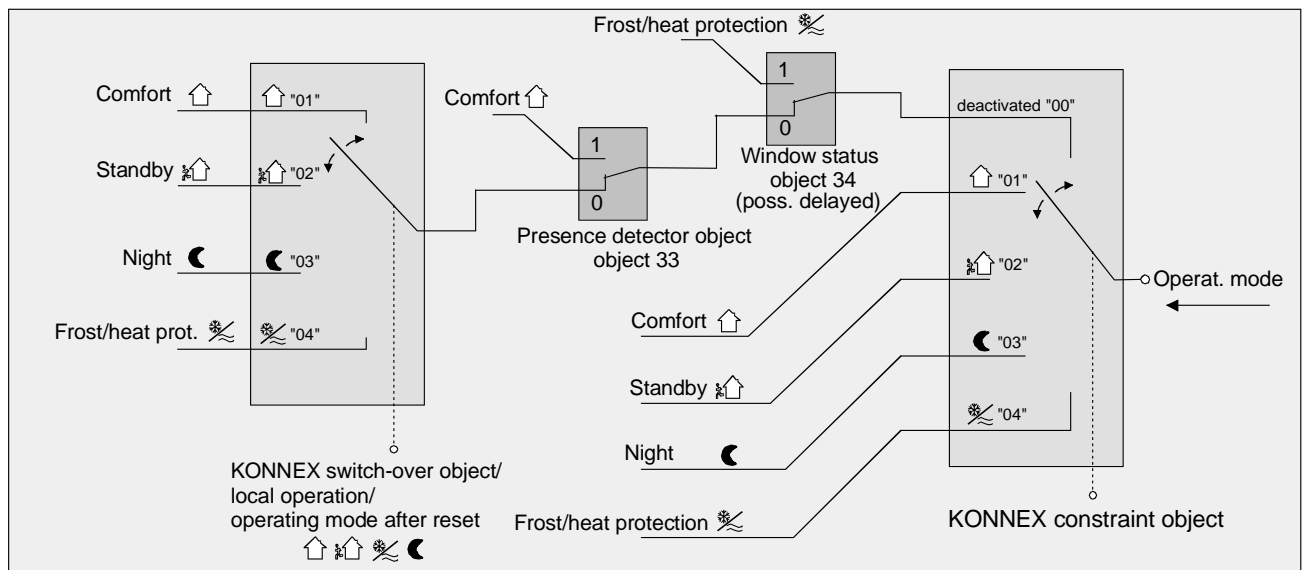 Frost/heat protection
Comfort
"01"
Standby
"02"
Night
"03"
Frost/heat prot.
"04"
KONNEX switch-over object/
local operation/
operating mode after reset
Comfort
1
0
Presence detector object
object 33
1
0
Window status
object 34
(poss. delayed)
deactivated "00"
"01"
"02"
"03"
"04"
Comfort
Standby
Night
Frost/heat protection
Operat. mode
KONNEX constraint object